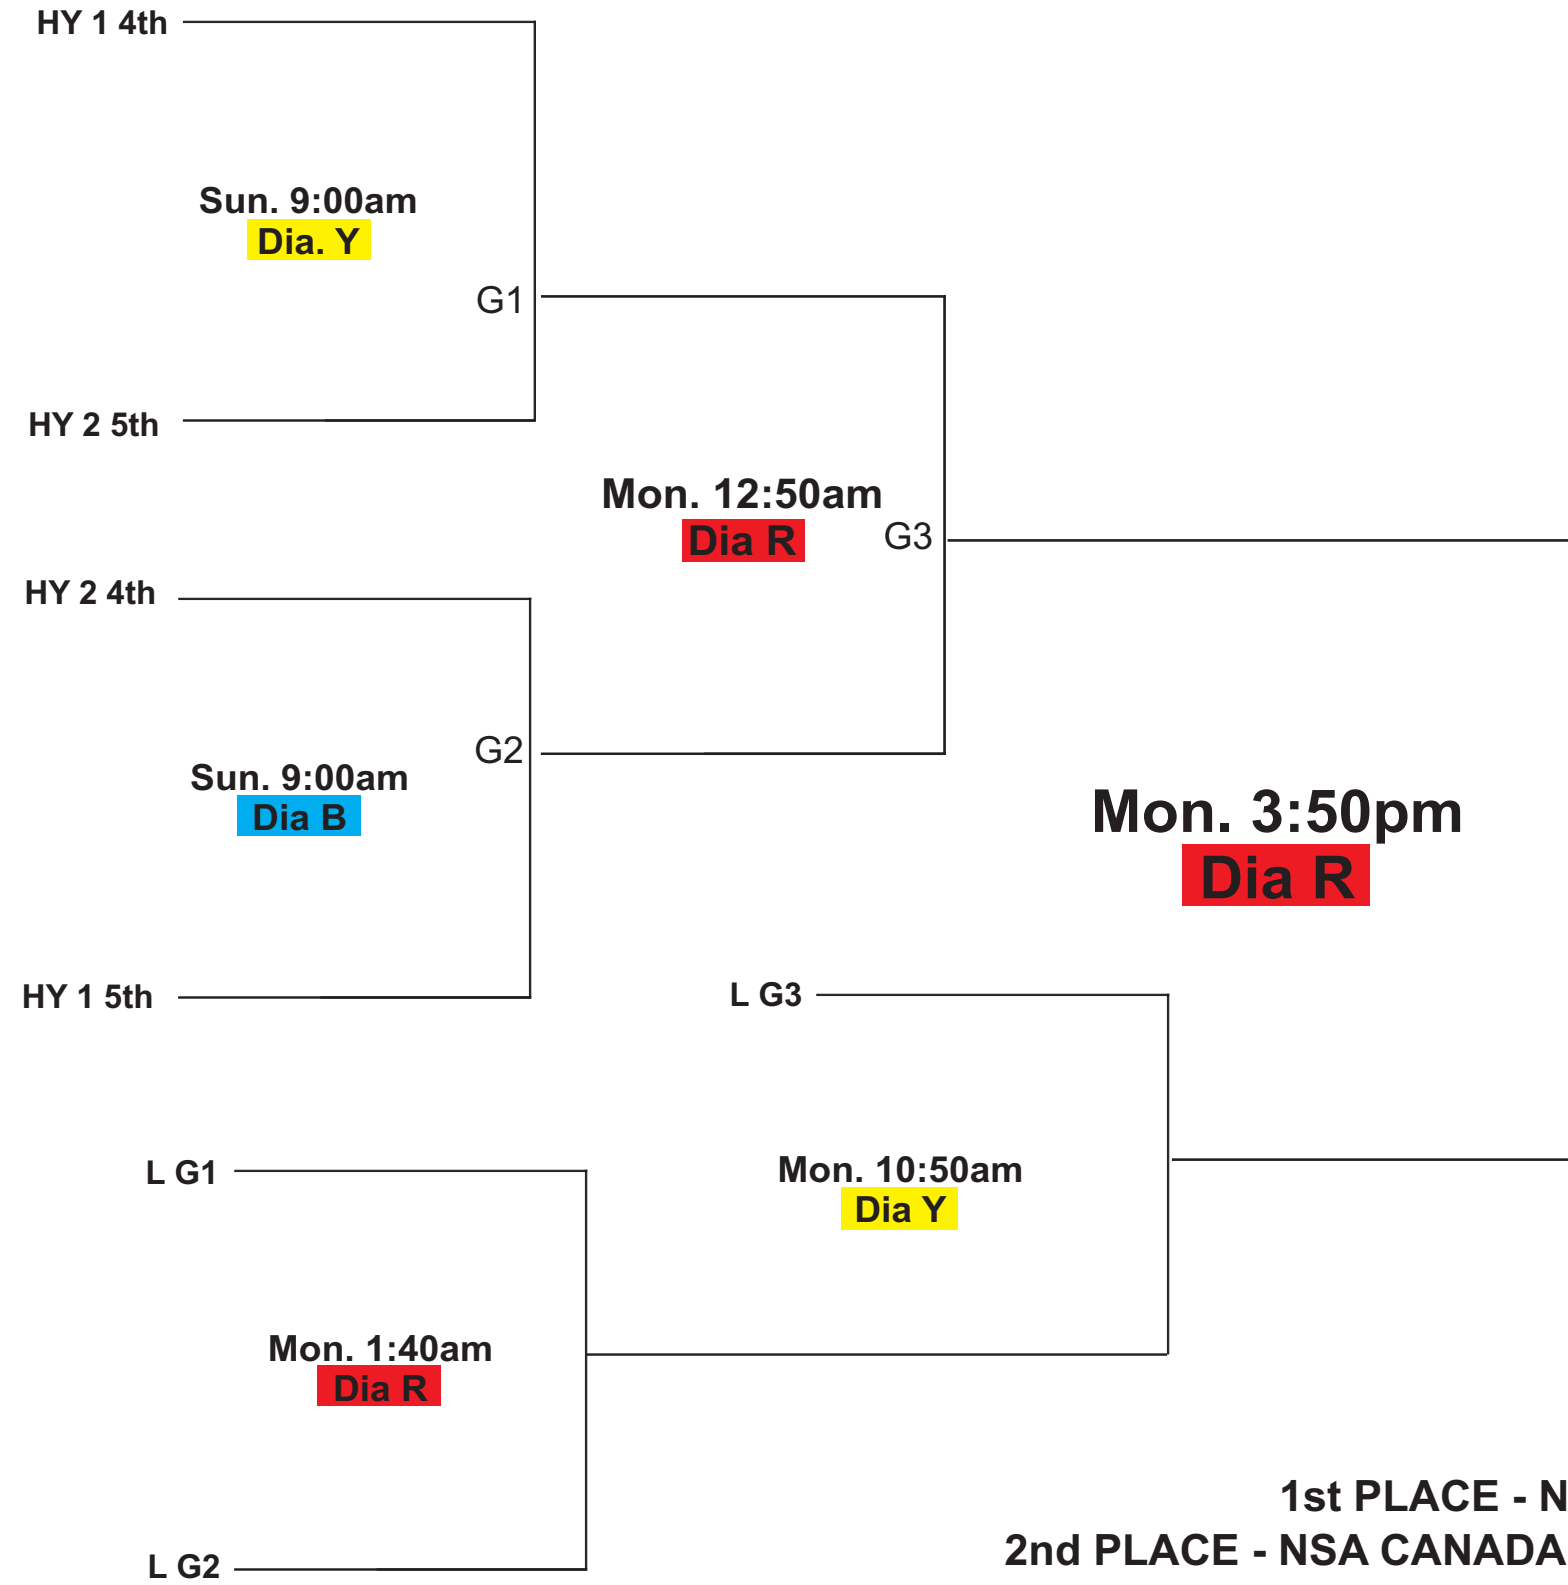 HY 1 4th
Sun. 9:00am
Dia. Y
G1
HY 2 5th
Mon. 12:50am
Dia R
G3
HY 2 4th
G2
Sun. 9:00am
Dia B
Mon. 3:50pm
Dia R
HY 1 5th
L G3
L G1
Mon. 10:50am
Dia Y
Mon. 1:40am
Dia R
1st PLACE - N
2nd PLACE - NSA CANADA
L G2